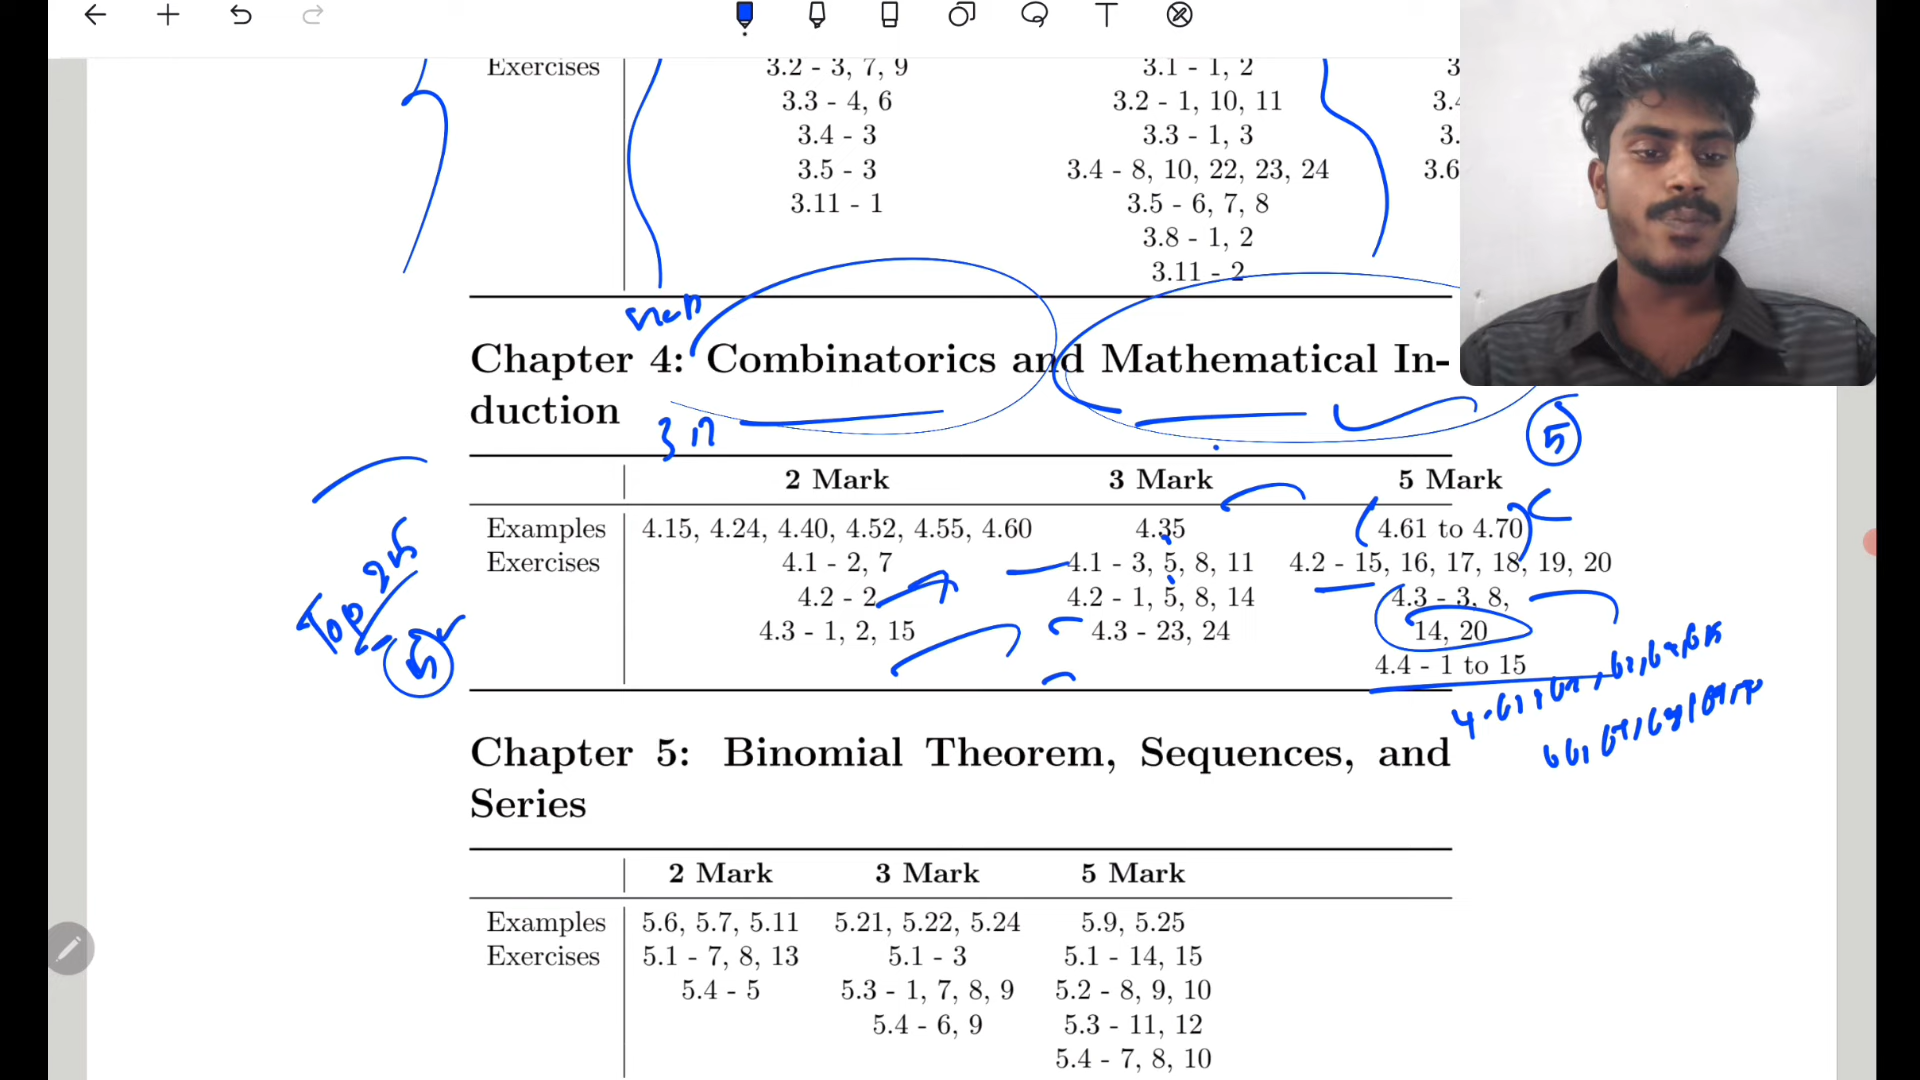 Exercises 3.2 - 3, 7, 9 3.1 - 1, 2 3
3.3 - 4, 6 3.2 - 1, 10, 11 3.4
3.4 - 3 3.3 - 1, 3 3.
3.5 - 3 3.4 - 8, 10, 22, 23, 24 3.6
3.11 - 1 3.5 - 6, 7, 8
3.8 - 1, 2
3.11 - 2
Chapter 4: Combinatorics and Mathematical In-
duction
5
2 Mark 3 Mark 5 Mark
Examples 4.15, 4.24, 4.40, 4.52, 4.55, 4.60 4.35 4.61 to 4.70
Exercises 4.1 - 2, 7 4.1 - 3, 5, 8, 11 4.2 - 15, 16, 17, 18, 19, 20
4.2 - 2 4.2 - 1, 5, 8, 14 4.3 - 3, 8,
4.3 - 1, 2, 15 4.3 - 23, 24 14, 20
4.4 - 1 to 15
Top
5
Chapter 5: Binomial Theorem, Sequences, and
Series
2 Mark 3 Mark 5 Mark
Examples 5.6, 5.7, 5.11 5.21, 5.22, 5.24 5.9, 5.25
Exercises 5.1 - 7, 8, 13 5.1 - 3 5.1 - 14, 15
5.4 - 5 5.3 - 1, 7, 8, 9 5.2 - 8, 9, 10
5.4 - 6, 9 5.3 - 11, 12
5.4 - 7, 8, 10